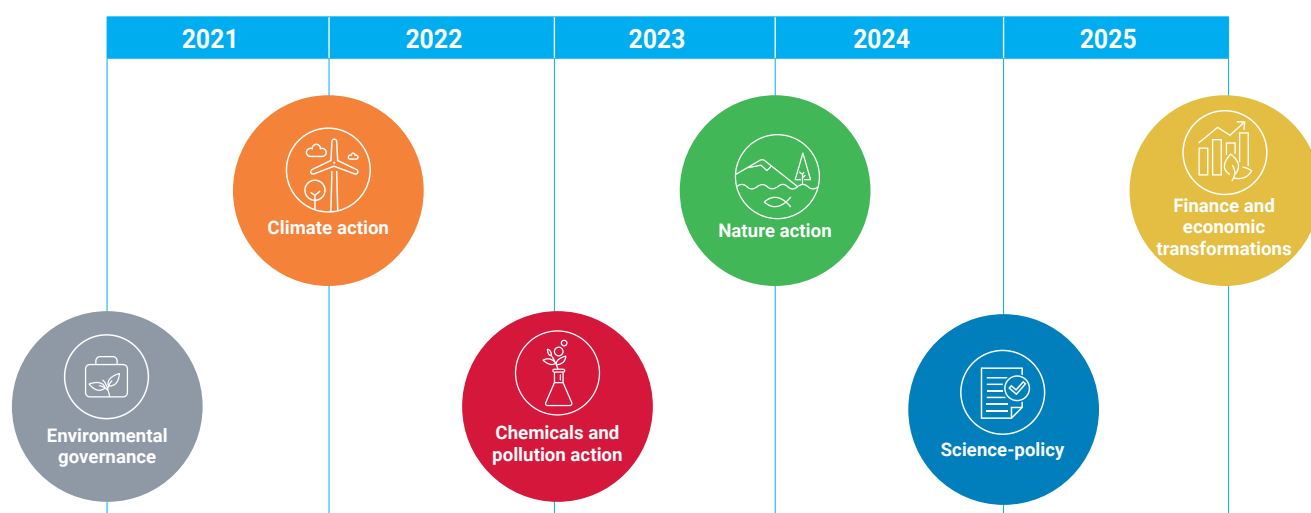 2021
2022
2023
2024
2025
Climate action
Nature action
Finance and
economic
transformations
Environmental
governance
Chemicals and
pollution action
Science-policy